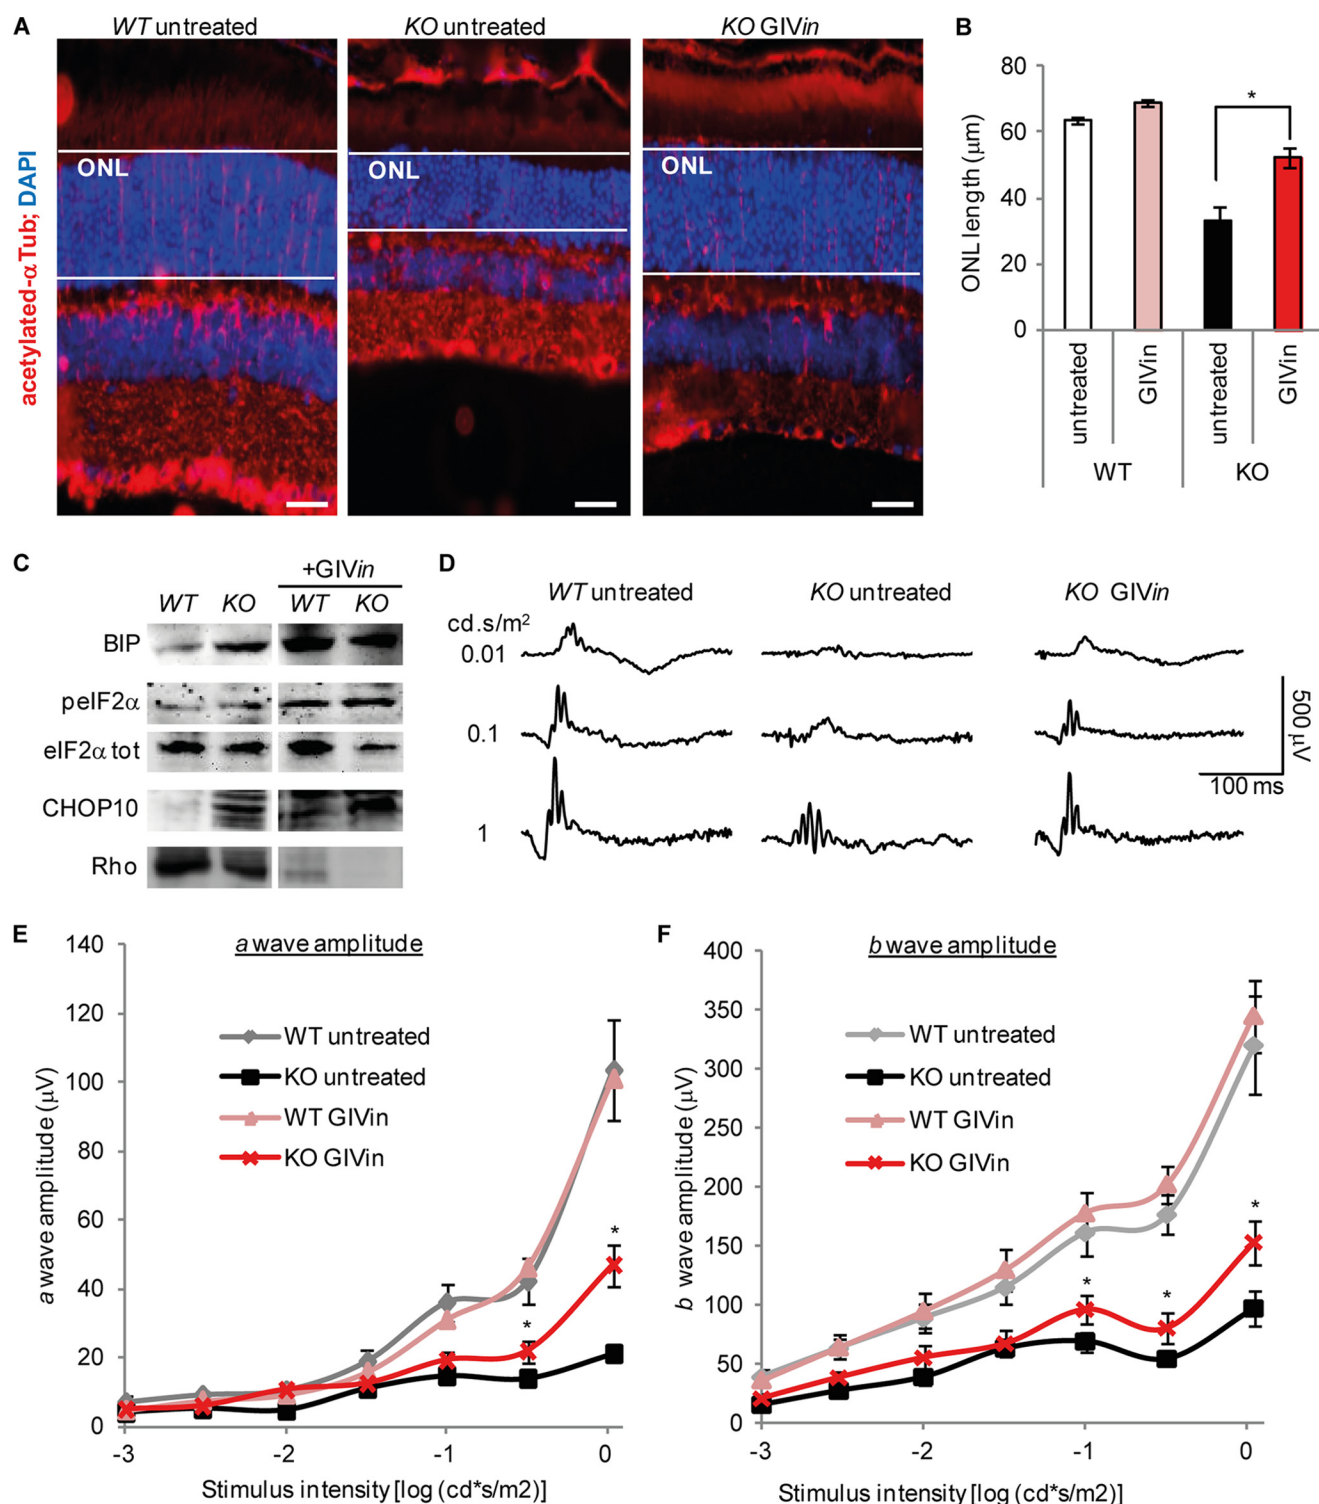 A
WT untreated
KO untreated
KO GIVin
acetylated-α Tub; DAPI
ONL
ONL
ONL
B
ONL length (μm)
80
60
40
20
0
*
untreated
GIVin
untreated
GIVin
WT
KO
C
+GIVin
WT
KO
WT
KO
BIP
peIF2α
eIF2α tot
CHOP10
Rho
D
WT untreated
KO untreated
KO GIVin
cd.s/m²
0.01
0.1
1
500 μV
100 ms
E
a wave amplitude
140
120
100
80
60
40
20
0
a wave amplitude (μV)
WT untreated
KO untreated
WT GIVin
KO GIVin
*
*
-3
-2
-1
0
Stimulus intensity [log (cd*s/m2)]
F
b wave amplitude
400
350
300
250
200
150
100
50
0
b wave amplitude (μV)
WT untreated
KO untreated
WT GIVin
KO GIVin
*
*
*
-3
-2
-1
0
Stimulus intensity [log (cd*s/m2)]